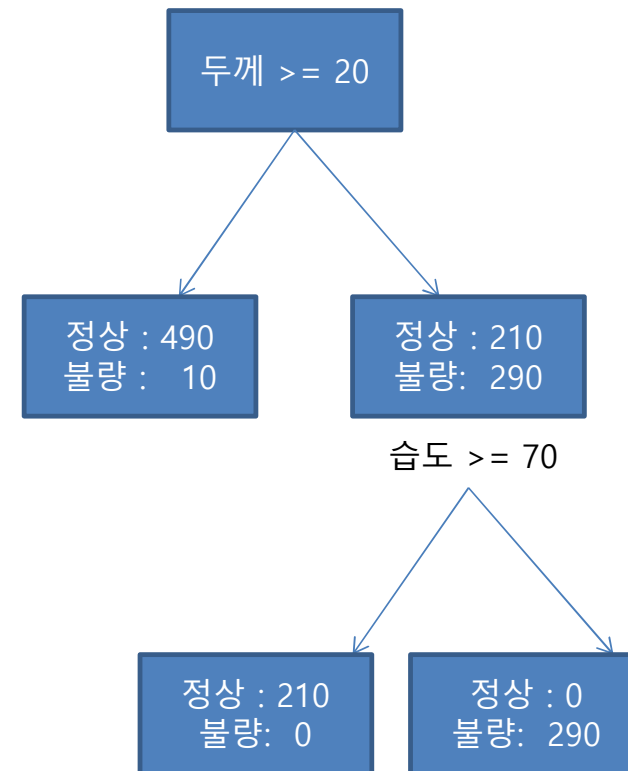 두께 >= 20
정상 : 490
불량 : 10
정상 : 210
불량: 290
습도 >= 70
정상 : 210
불량: 0
정상 : 0
불량: 290